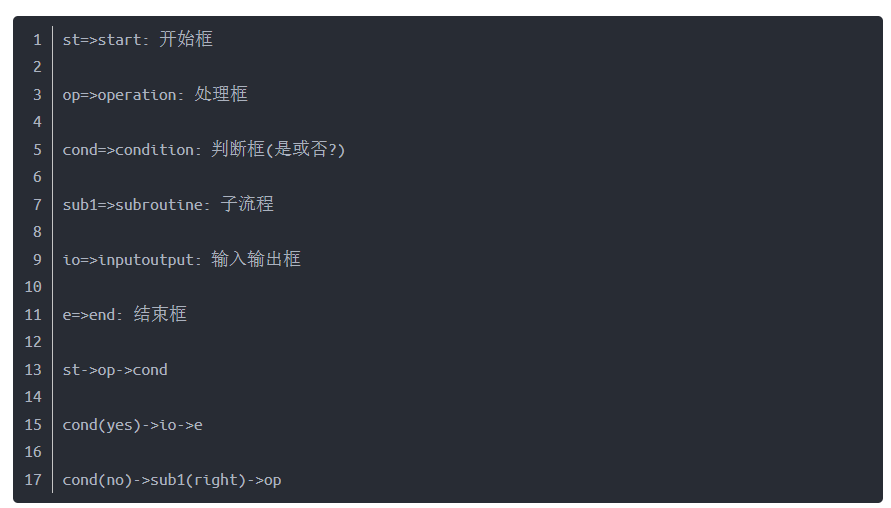 1 st=>start: 开始框
2
3 op=>operation: 处理框
4
5 cond=>condition: 判断框(是或否?)
6
7 sub1=>subroutine: 子流程
8
9 io=>inputoutput: 输入输出框
10
11 e=>end: 结束框
12
13 st->op->cond
14
15 cond(yes)->io->e
16
17 cond(no)->sub1(right)->op